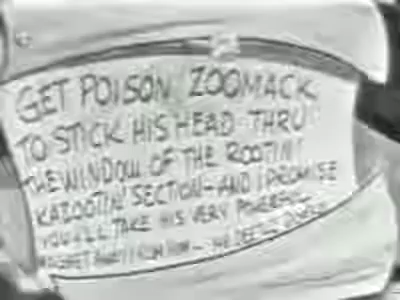 GET POISON ZOOMACK
TO STICK HIS HEAD THRU
THE WINDOW OF THE ROOTIN'
KAZOOTIN' SECTION - AND I PROMISE
YOU I'LL TAKE HIS VERY POWERFUL